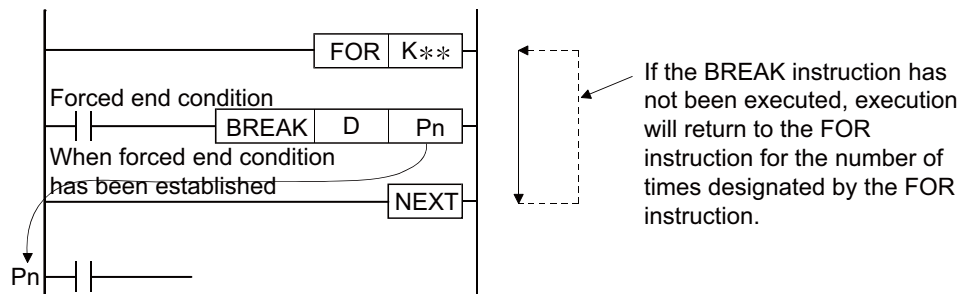 FOR K**
Forced end condition
BREAK D Pn
When forced end condition
has been established
NEXT
Pn
If the BREAK instruction has
not been executed, execution
will return to the FOR
instruction for the number of
times designated by the FOR
instruction.